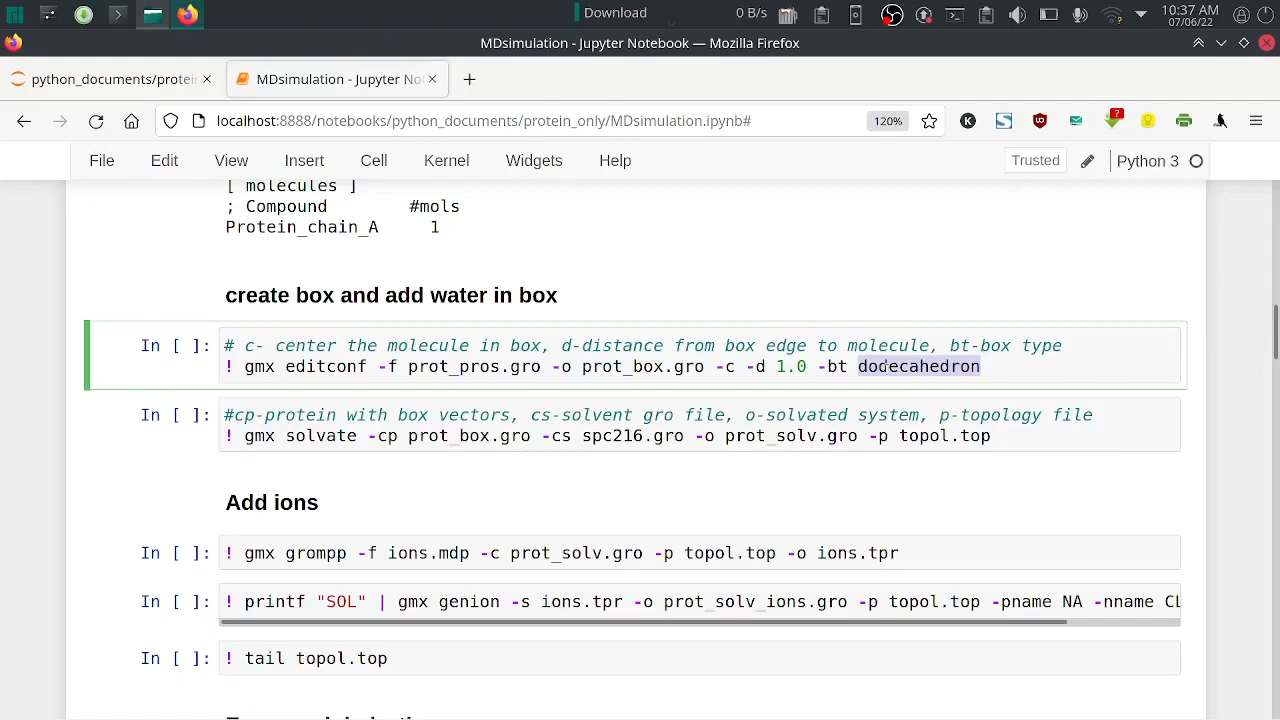 Download
0 B/s
10:37 AM
07/06/22
MDsimulation - Jupyter Notebook — Mozilla Firefox
python_documents/protein
MDsimulation - Jupyter No
localhost:8888/notebooks/python_documents/protein_only/MDsimulation.ipynb#
120%
File Edit View Insert Cell Kernel Widgets Help
Trusted
Python 3
[ molecules ]
; Compound #mols
Protein_chain_A 1
create box and add water in box
In [ ]: # c- center the molecule in box, d-distance from box edge to molecule, bt-box type
! gmx editconf -f prot_pros.gro -o prot_box.gro -c -d 1.0 -bt dodecahedron
In [ ]: #cp-protein with box vectors, cs-solvent gro file, o-solvated system, p-topology file
! gmx solvate -cp prot_box.gro -cs spc216.gro -o prot_solv.gro -p topol.top
Add ions
In [ ]: ! gmx grompp -f ions.mdp -c prot_solv.gro -p topol.top -o ions.tpr
In [ ]: ! printf "SOL" | gmx genion -s ions.tpr -o prot_solv_ions.gro -p topol.top -pname NA -nname CL
In [ ]: ! tail topol.top